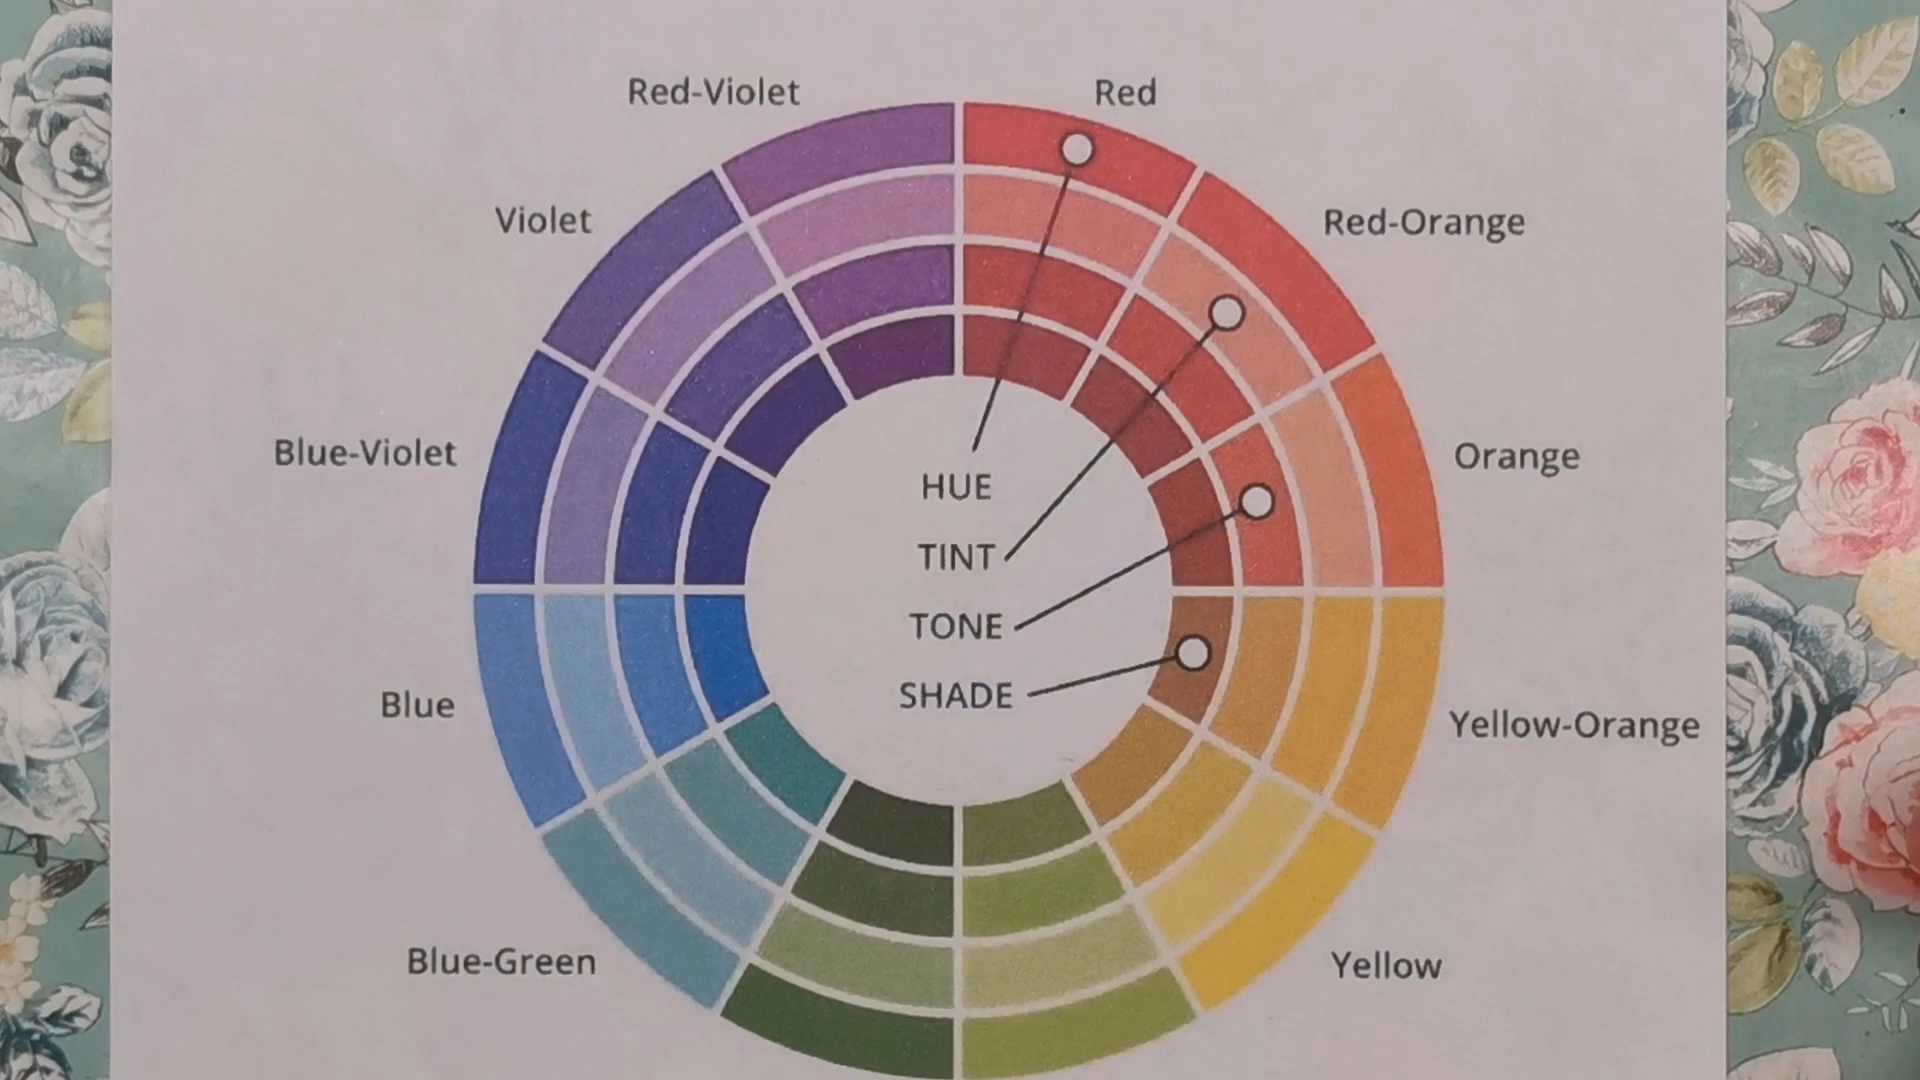 Red-Violet
Red
Violet
Red-Orange
Blue-Violet
Orange
HUE
TINT
TONE
SHADE
Blue
Yellow-Orange
Blue-Green
Yellow